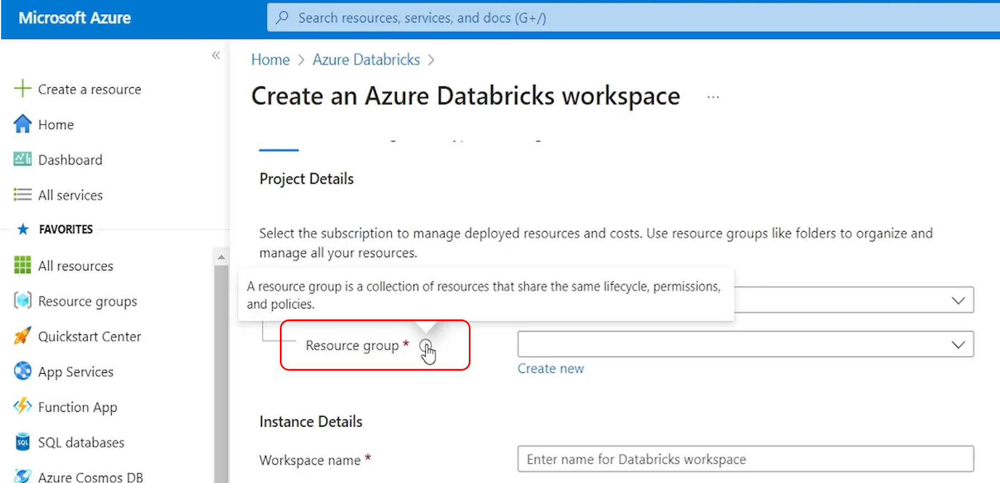 Microsoft Azure
Search resources, services, and docs (G+/)
«
Home > Azure Databricks >
Create an Azure Databricks workspace ...
Create a resource
Home
Dashboard
All services
FAVORITES
All resources
Resource groups
Quickstart Center
App Services
Function App
SQL databases
Azure Cosmos DB
Project Details
Select the subscription to manage deployed resources and costs. Use resource groups like folders to organize and
manage all your resources.
A resource group is a collection of resources that share the same lifecycle, permissions,
and policies.
Resource group *
Create new
Instance Details
Workspace name *
Enter name for Databricks workspace
SQL